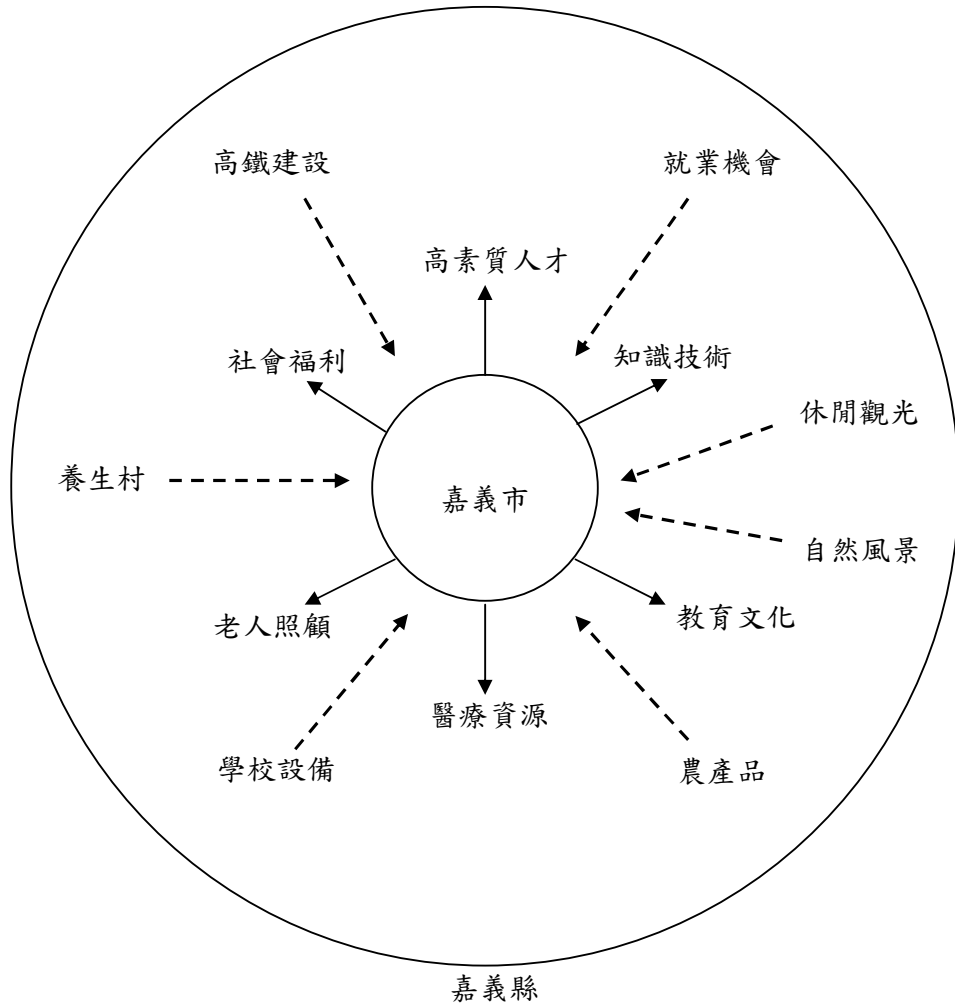 高鐵建設
就業機會
高素質人才
社會福利
知識技術
休閒觀光
養生村
嘉義市
自然風景
老人照顧
教育文化
醫療資源
學校設備
農產品
嘉義縣